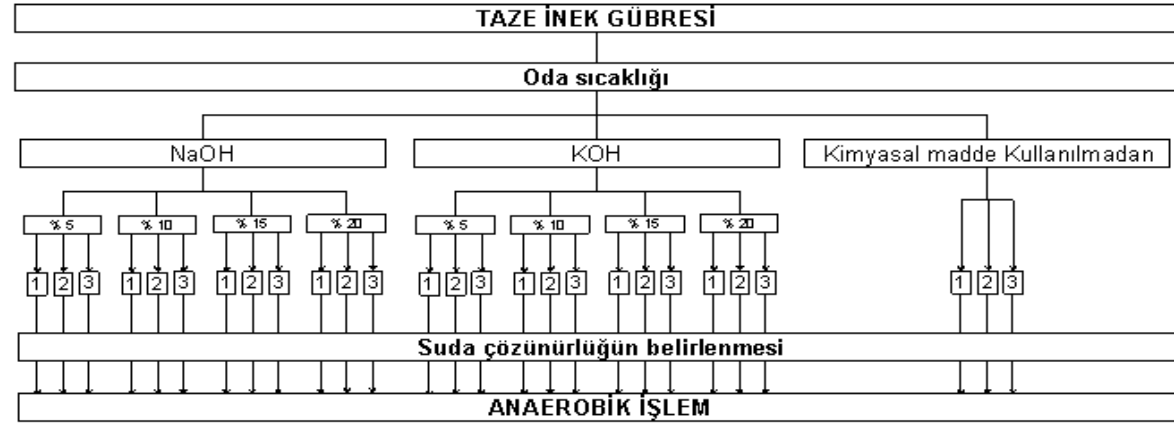 TAZE İNEK GÜBRESİ
Oda sıcaklığı
NaOH KOH Kimyasal madde Kullanılmadan
% 5 % 10 % 15 % 20 % 5 % 10 % 15 % 20
1 2 3 1 2 3 1 2 3 1 2 3 1 2 3 1 2 3 1 2 3 1 2 3 1 2 3
Suda çözünürlüğün belirlenmesi
ANAEROBİK İŞLEM